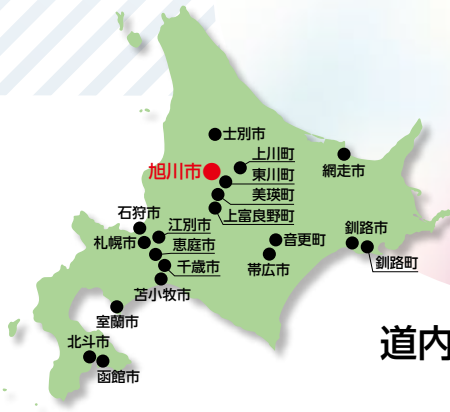 士別市
上川町
旭川市
東川町
網走市
美瑛町
上富良野町
石狩市
江別市
札幌市
恵庭市
音更町
釧路市
千歳市
帯広市
釧路町
苫小牧市
室蘭市
北斗市
函館市
道内